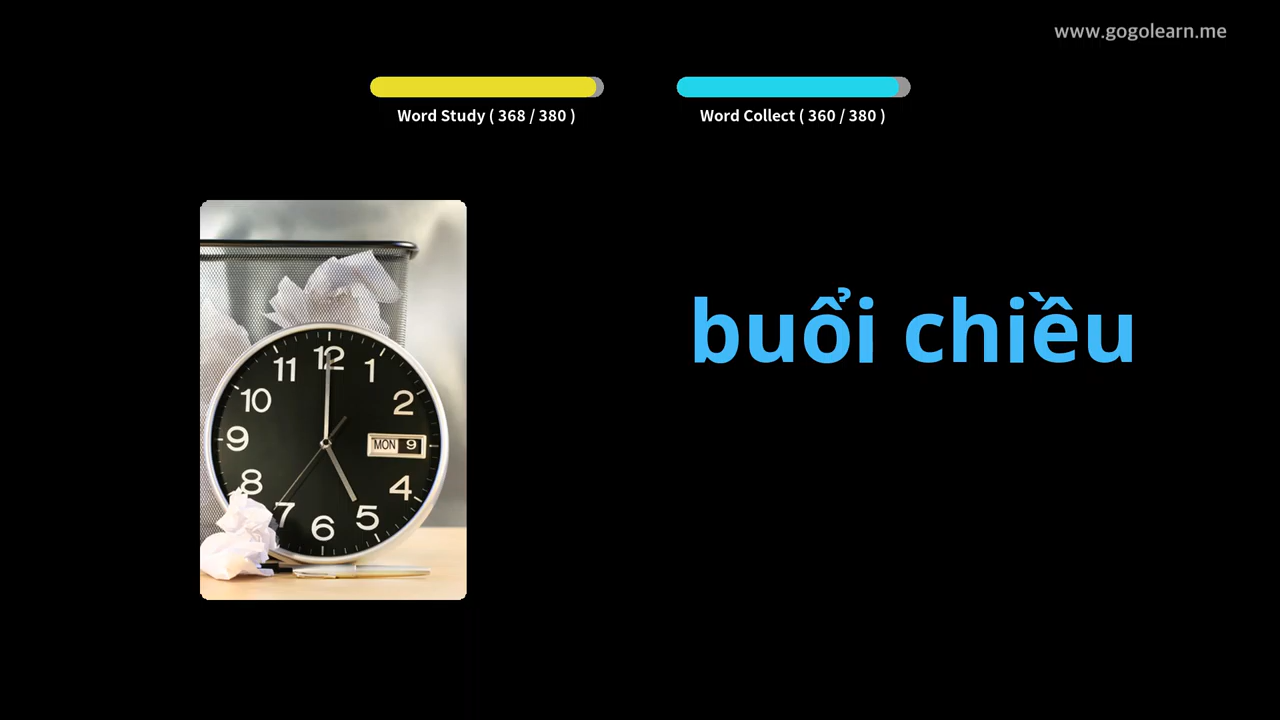 www.gogolearn.me
Word Study ( 368 / 380 )
Word Collect ( 360 / 380 )
buổi chiều
12
11
1
10
2
9
MON 9
8
4
7
5
6